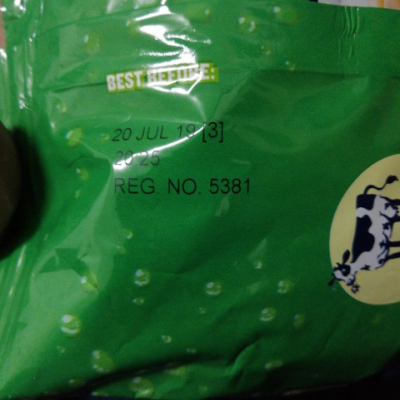 BEST BEFORE:
20 JUL 19 [3]
20:25
REG. NO. 5381